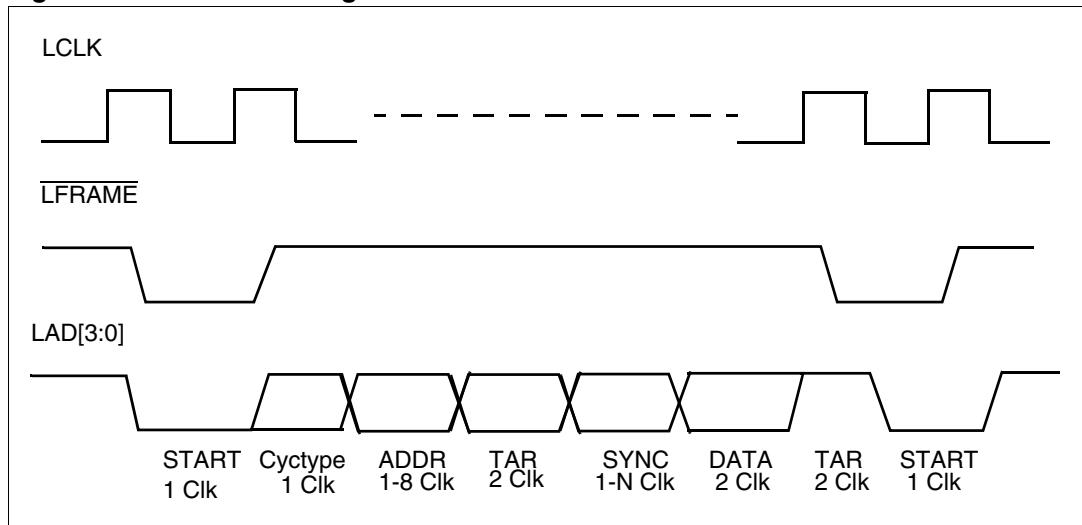 LCLK
LFRAME
LAD[3:0]
START Cyctype ADDR TAR SYNC DATA TAR START
1 Clk 1 Clk 1-8 Clk 2 Clk 1-N Clk 2 Clk 2 Clk 1 Clk